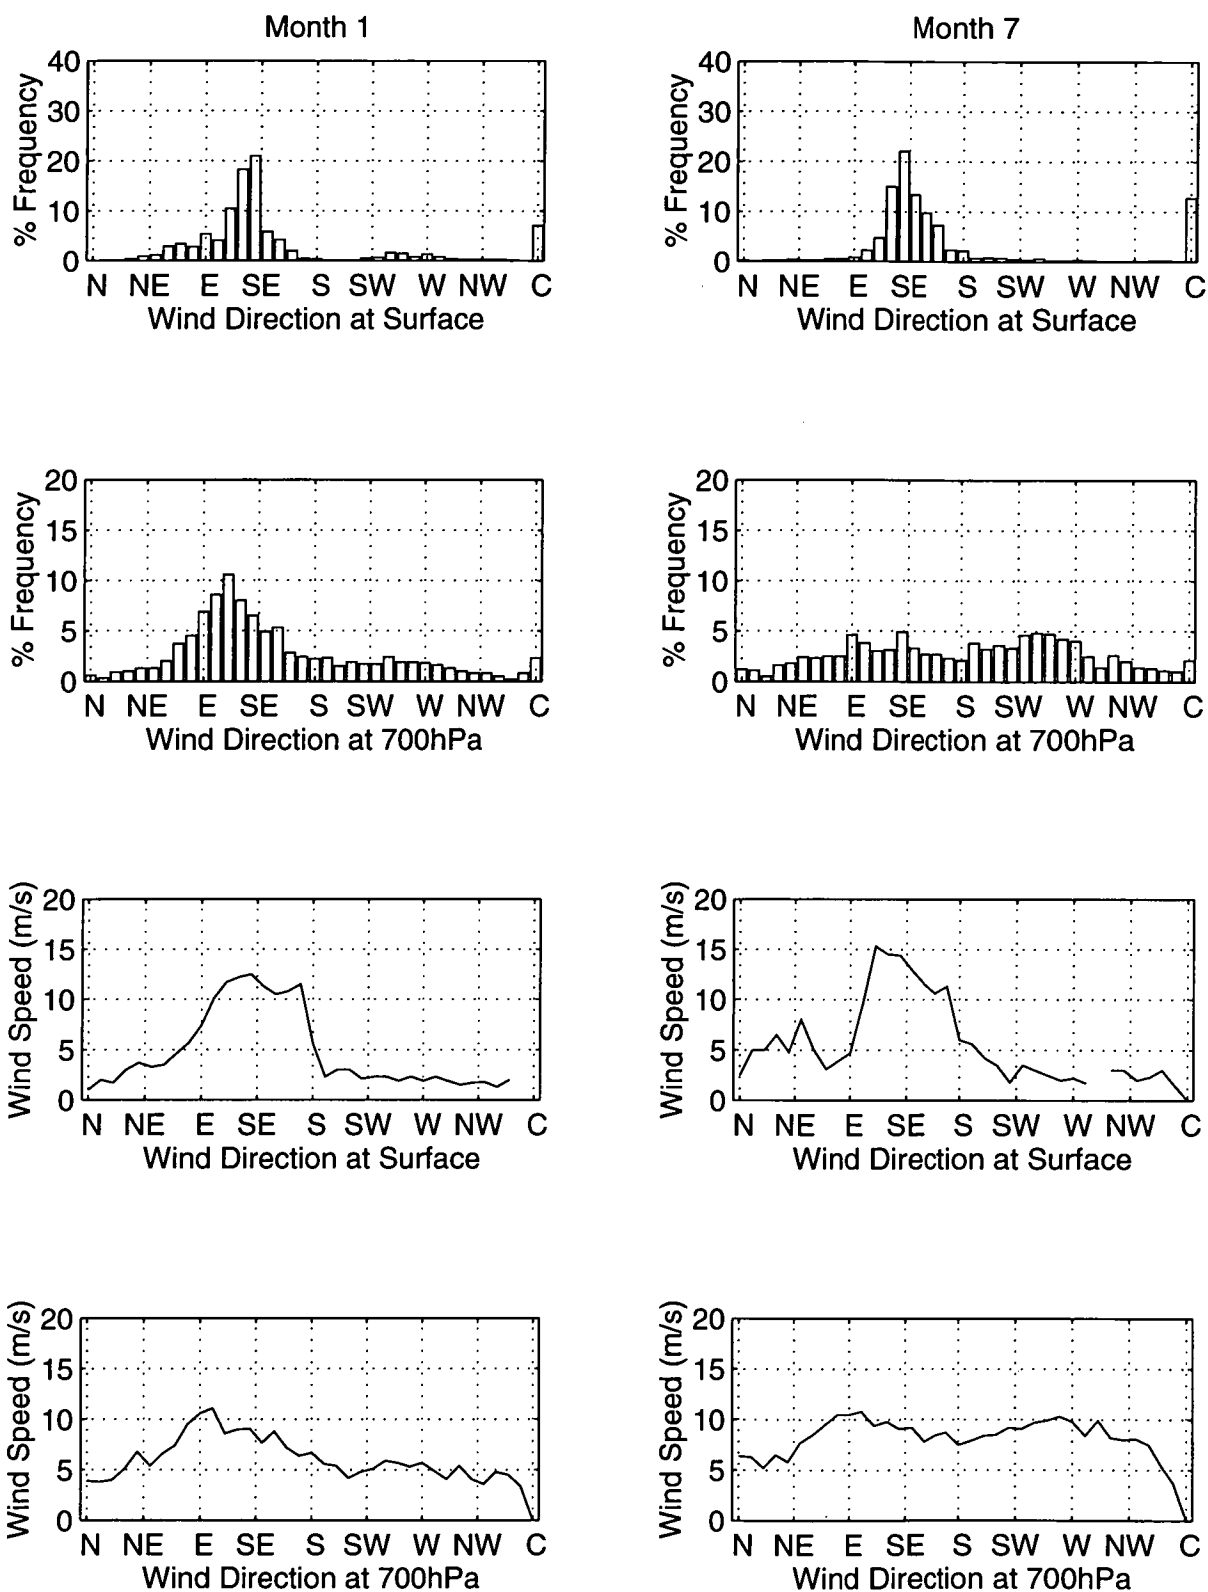 Month 1
% Frequency
40
30
20
10
0
N NE E SE S SW W NW C
Wind Direction at Surface
Month 7
% Frequency
40
30
20
10
0
N NE E SE S SW W NW C
Wind Direction at Surface
% Frequency
20
15
10
5
0
N NE E SE S SW W NW C
Wind Direction at 700hPa
% Frequency
20
15
10
5
0
N NE E SE S SW W NW C
Wind Direction at 700hPa
Wind Speed (m/s)
20
15
10
5
0
N NE E SE S SW W NW C
Wind Direction at Surface
Wind Speed (m/s)
20
15
10
5
0
N NE E SE S SW W NW C
Wind Direction at Surface
Wind Speed (m/s)
20
15
10
5
0
N NE E SE S SW W NW C
Wind Direction at 700hPa
Wind Speed (m/s)
20
15
10
5
0
N NE E SE S SW W NW C
Wind Direction at 700hPa